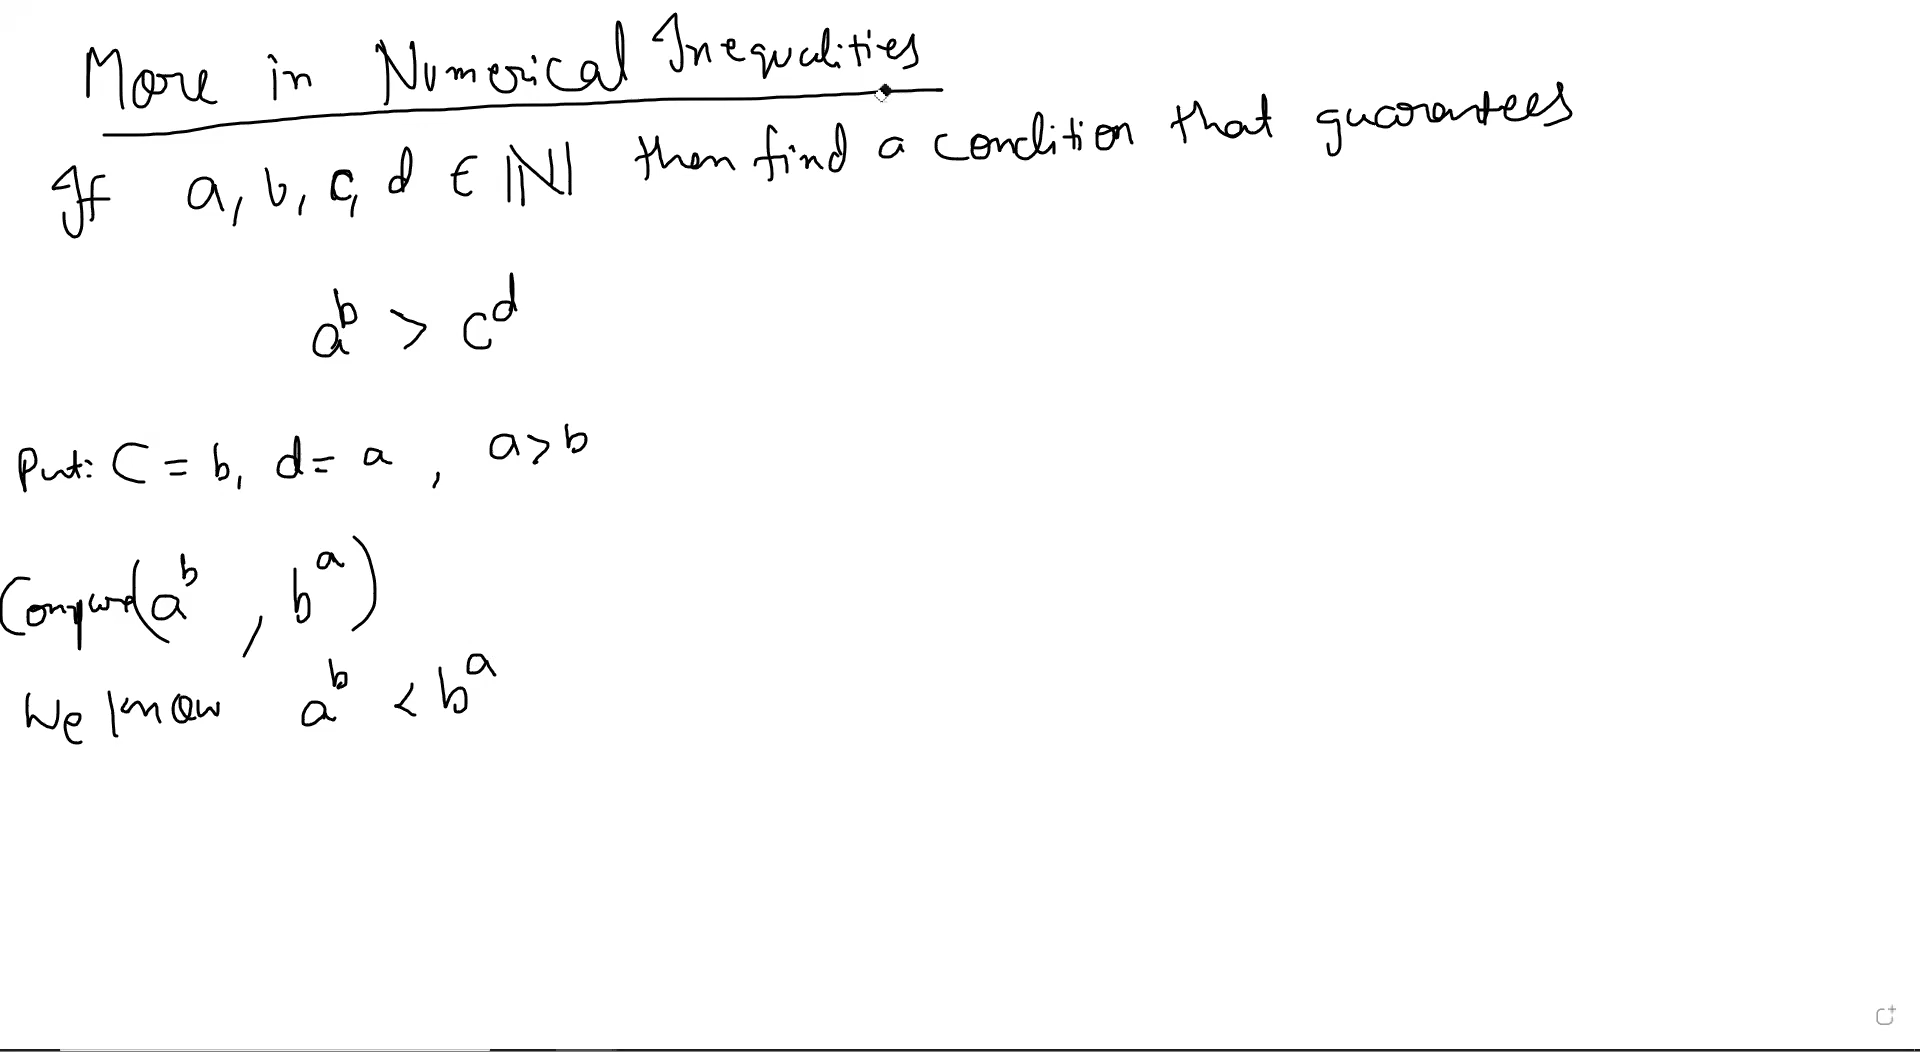 More in Numerical Inequalities
If a, b, c, d ∈ ℕ then find a condition that guarantees
a^b > c^d
Put: C = b, d = a , a > b
Compare(a^b , b^a)
We know a^b < b^a